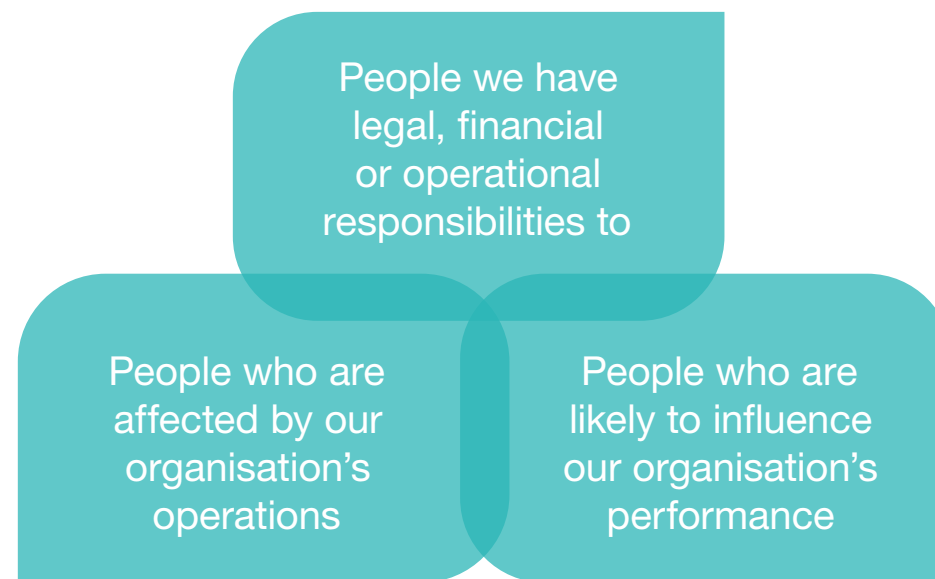 People we have
legal, financial
or operational
responsibilities to
People who are
affected by our
organisation’s
operations
People who are
likely to influence
our organisation’s
performance